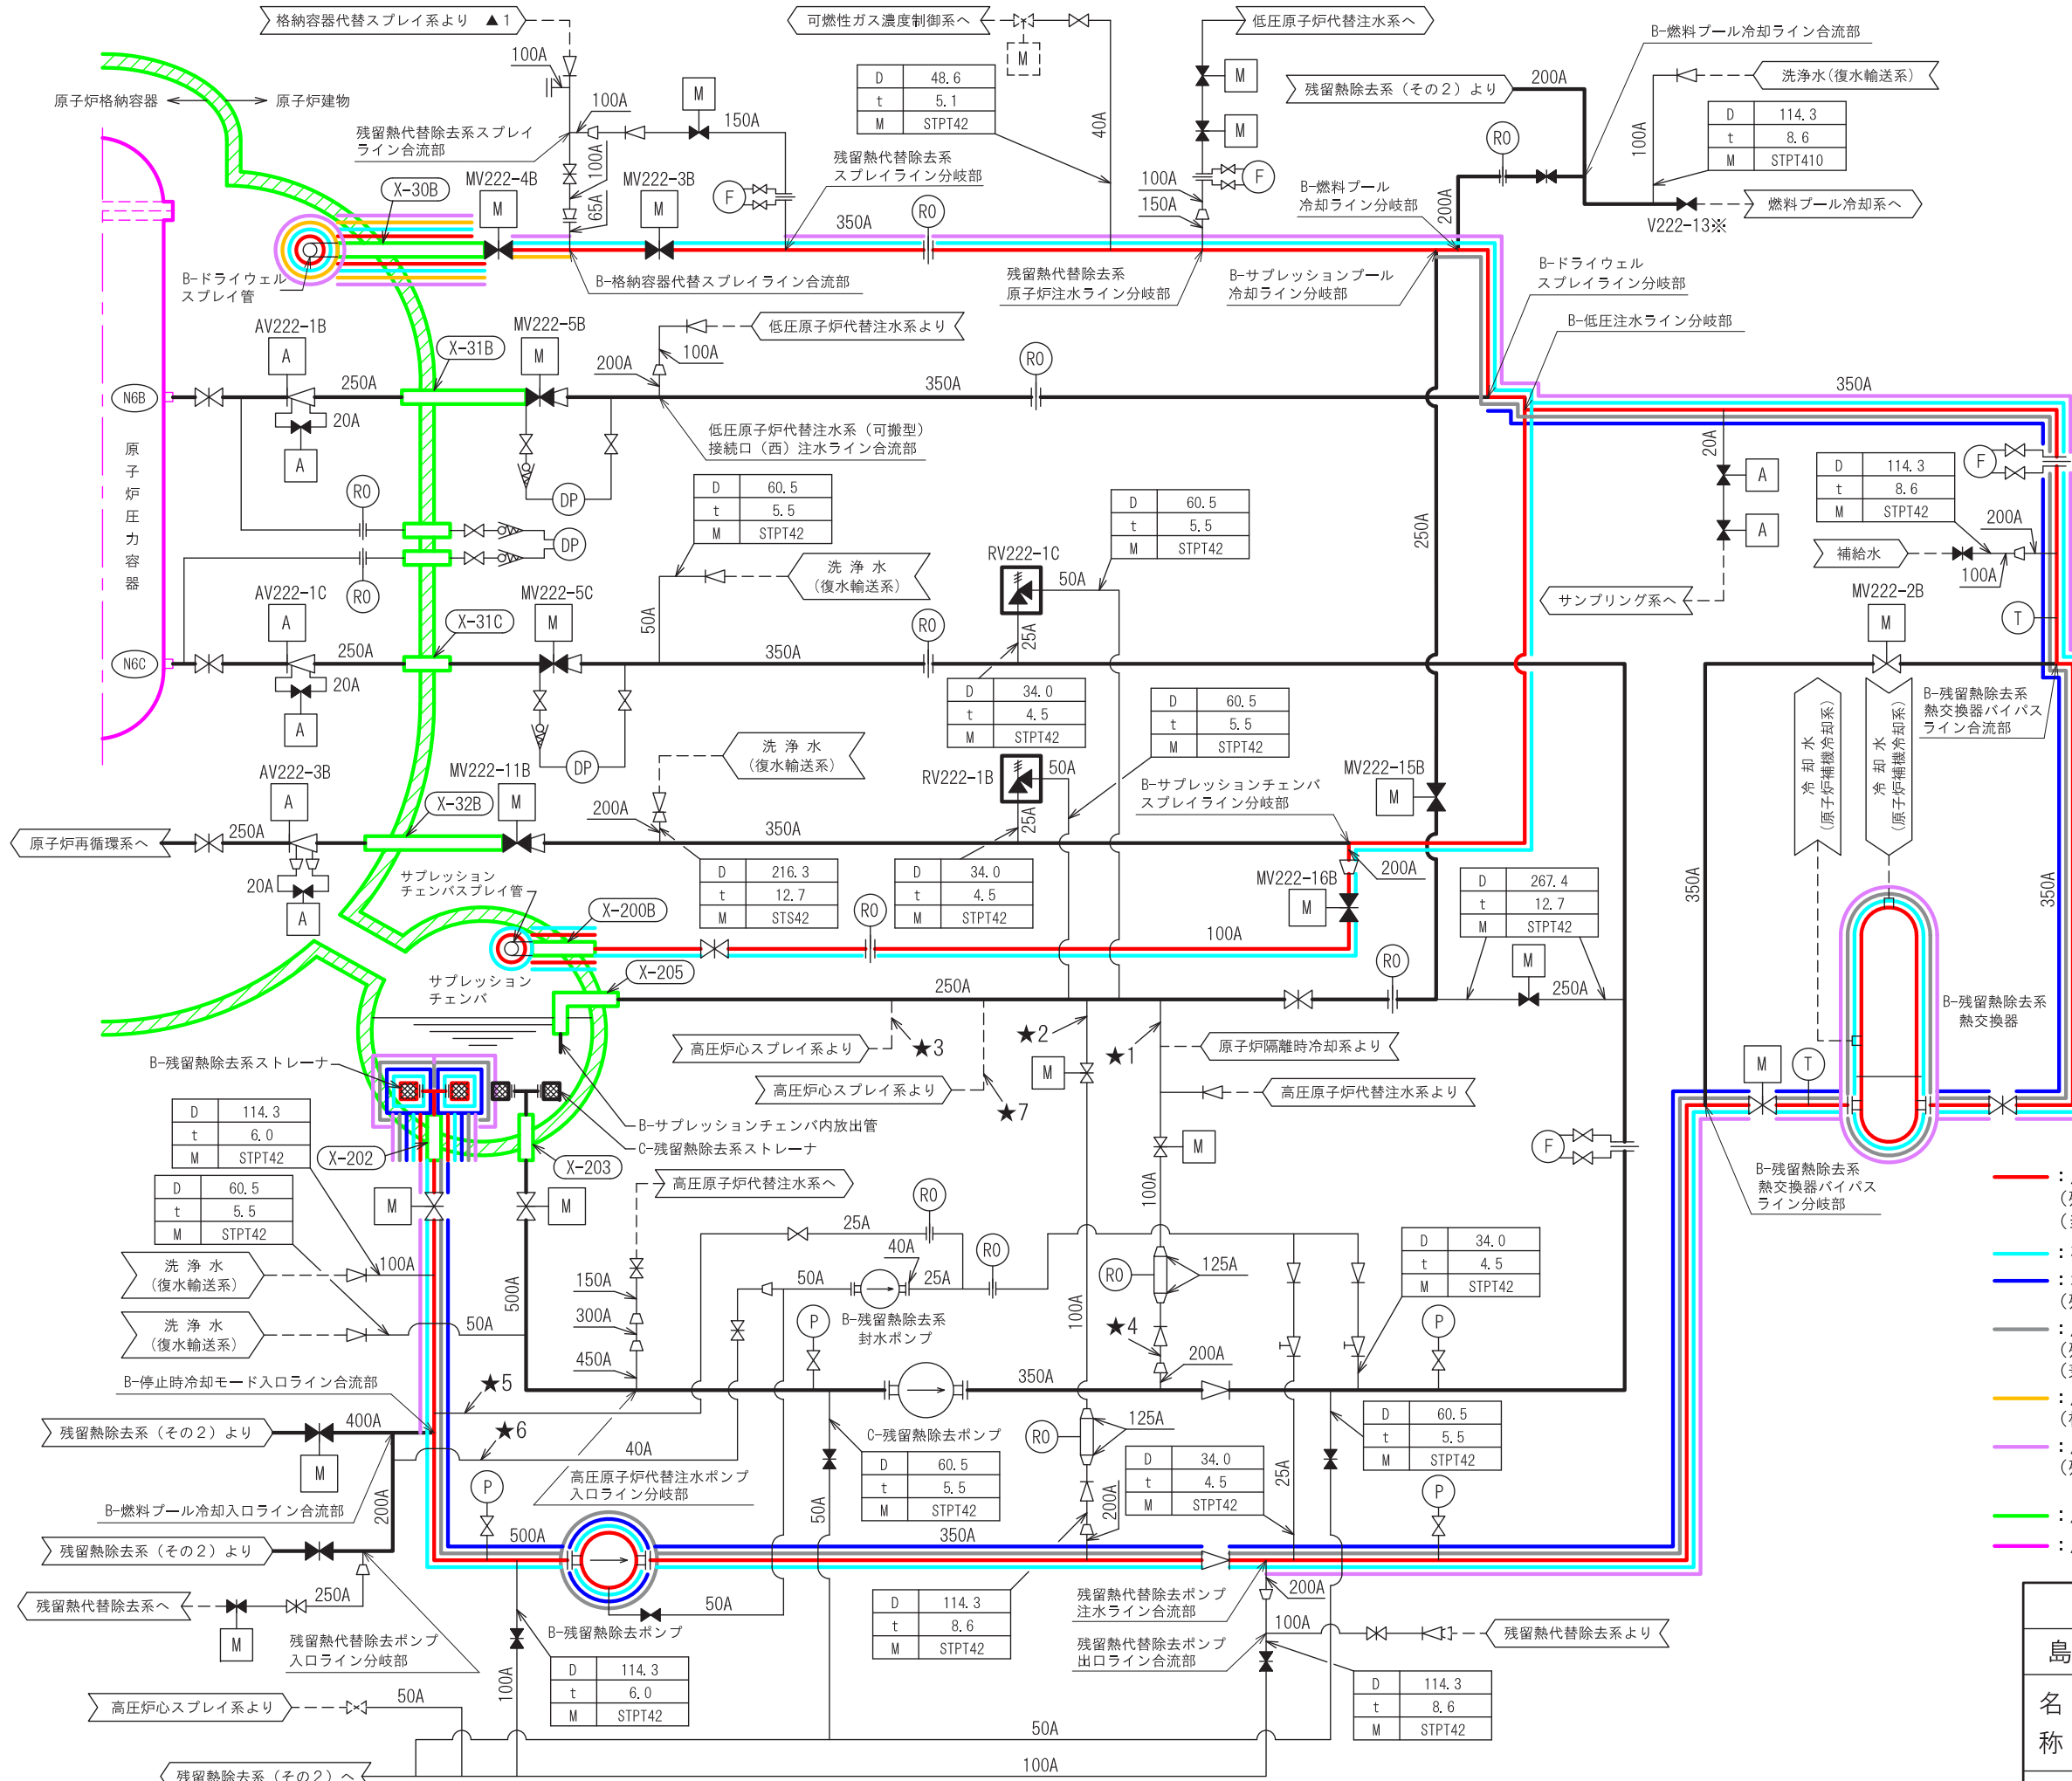 格納容器代替スプレイ系より ▲1
可燃性ガス濃度制御系へ
低圧原子炉代替注水系へ
B-燃料プール冷却ライン合流部
残留熱除去系(その2)より
200A
洗浄水(復水輸送系)
原子炉格納容器
原子炉建物
100A
M
D 48.6
t 5.1
M STPT42
M
M
M
40A
RO
100A
D 114.3
t 8.6
M STPT410
残留熱代替除去系スプレイ
ライン合流部
100A
150A
100A
65A
残留熱代替除去系
スプレイライン分岐部
F
F
100A
150A
B-燃料プール
冷却ライン分岐部
200A
燃料プール冷却系へ
V222-13※
X-30B
MV222-4B
M
MV222-3B
M
350A
RO
B-ドライウェル
スプレイ管
B-格納容器代替スプレイライン合流部
残留熱代替除去系
原子炉注水ライン分岐部
B-サプレッションプール
冷却ライン分岐部
B-ドライウェル
スプレイライン分岐部
B-低圧注水ライン分岐部
AV222-1B
A
X-31B
MV222-5B
M
低圧原子炉代替注水系より
200A
100A
RO
N6B
250A
350A
350A
20A
A
低圧原子炉代替注水系(可搬型)
接続口(西)注水ライン合流部
原子炉圧力容器
RO
DP
DP
RO
D 60.5
t 5.5
M STPT42
D 60.5
t 5.5
M STPT42
250A
20A
A
A
D 114.3
t 8.6
M STPT42
F
200A
補給水
100A
サンプリング系へ
MV222-2B
M
T
AV222-1C
A
X-31C
MV222-5C
M
洗浄水
(復水輸送系)
50A
RV222-1C
50A
25A
RO
N6C
250A
350A
20A
A
DP
D 34.0
t 4.5
M STPT42
D 60.5
t 5.5
M STPT42
冷却水
(原子炉補機冷却系)
冷却水
(原子炉補機冷却系)
B-残留熱除去系
熱交換器バイパス
ライン合流部
洗浄水
(復水輸送系)
RV222-1B
50A
25A
B-サプレッションチェンバ
スプレイライン分岐部
MV222-15B
M
AV222-3B
A
X-32B
MV222-11B
M
200A
原子炉再循環系へ
250A
350A
20A
A
サプレッション
チェンバスプレイ管
D 216.3
t 12.7
M STS42
D 34.0
t 4.5
M STPT42
200A
MV222-16B
M
D 267.4
t 12.7
M STPT42
350A
350A
X-200B
RO
100A
サプレッション
チェンバ
X-205
250A
RO
M
250A
B-残留熱除去系
熱交換器
高圧炉心スプレイ系より
★3
★2
★1
原子炉隔離時冷却系より
M
高圧炉心スプレイ系より
★7
高圧原子炉代替注水系より
B-残留熱除去系ストレーナ
M
T
D 114.3
t 6.0
M STPT42
B-サプレッションチェンバ内放出管
C-残留熱除去系ストレーナ
X-202
X-203
M
100A
F
B-残留熱除去系
熱交換器バイパス
ライン分岐部
D 60.5
t 5.5
M STPT42
M
M
高圧原子炉代替注水系へ
25A
RO
RO
40A
洗浄水
(復水輸送系)
100A
500A
150A
50A
25A
RO
125A
D 34.0
t 4.5
M STPT42
洗浄水
(復水輸送系)
50A
300A
P
B-残留熱除去系
封水ポンプ
100A
★4
P
450A
200A
B-停止時冷却モード入口ライン合流部
★5
350A
残留熱除去系(その2)より
400A
★6
M
40A
C-残留熱除去ポンプ
RO
125A
D 60.5
t 5.5
M STPT42
高圧原子炉代替注水ポンプ
入口ライン分岐部
D 60.5
t 5.5
M STPT42
D 34.0
t 4.5
M STPT42
25A
P
P
B-燃料プール冷却入口ライン合流部
200A
50A
200A
残留熱除去系(その2)より
500A
350A
250A
残留熱代替除去系へ
M
50A
B-残留熱除去ポンプ
残留熱代替除去ポンプ
入口ライン分岐部
D 114.3
t 8.6
M STPT42
残留熱代替除去ポンプ
注水ライン合流部
200A
100A
残留熱代替除去系より
残留熱代替除去ポンプ
出口ライン合流部
D 114.3
t 6.0
M STPT42
100A
D 114.3
t 8.6
M STPT42
高圧炉心スプレイ系より
50A
50A
100A
残留熱除去系(その2)へ
島
名
称